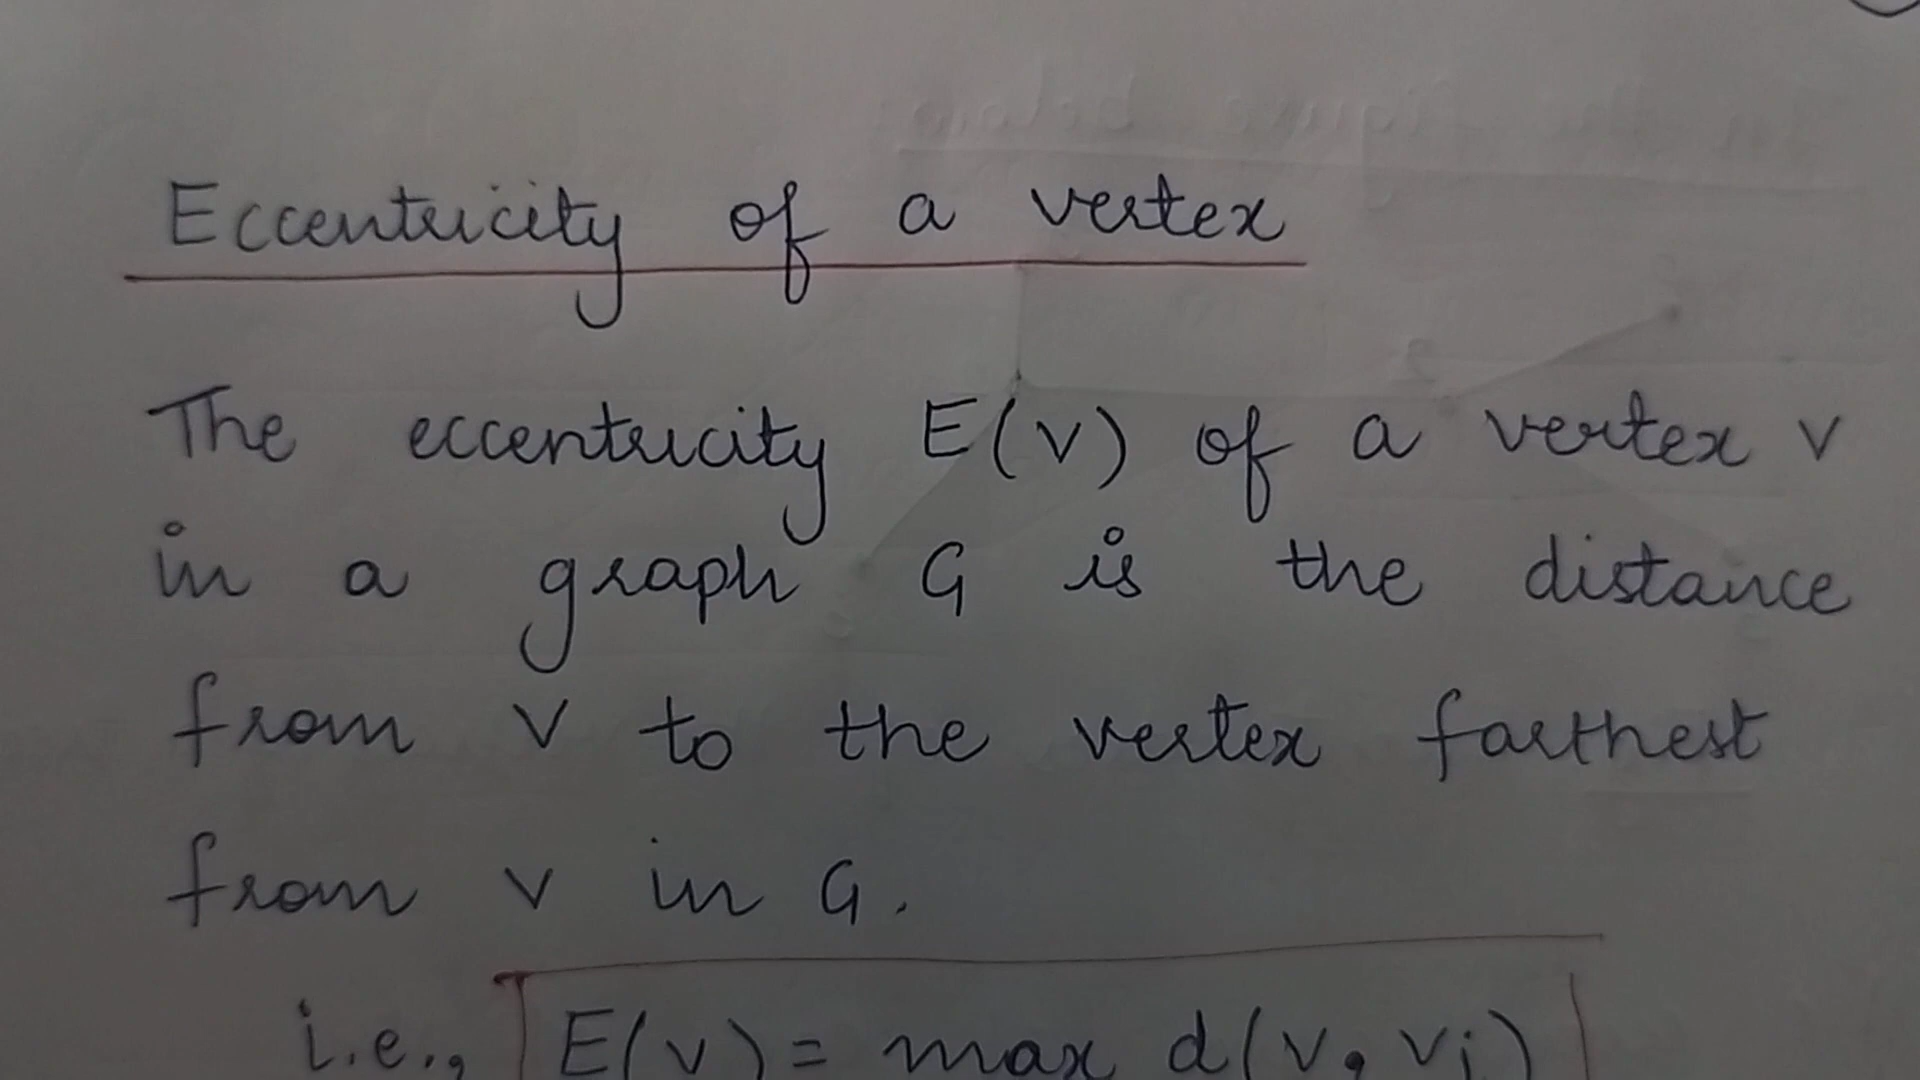 Eccentricity of a vertex
The eccentricity E(v) of a vertex v
in a graph G is the distance
from v to the vertex farthest
from v in G.
i.e., E(v) = max d(v, vi)